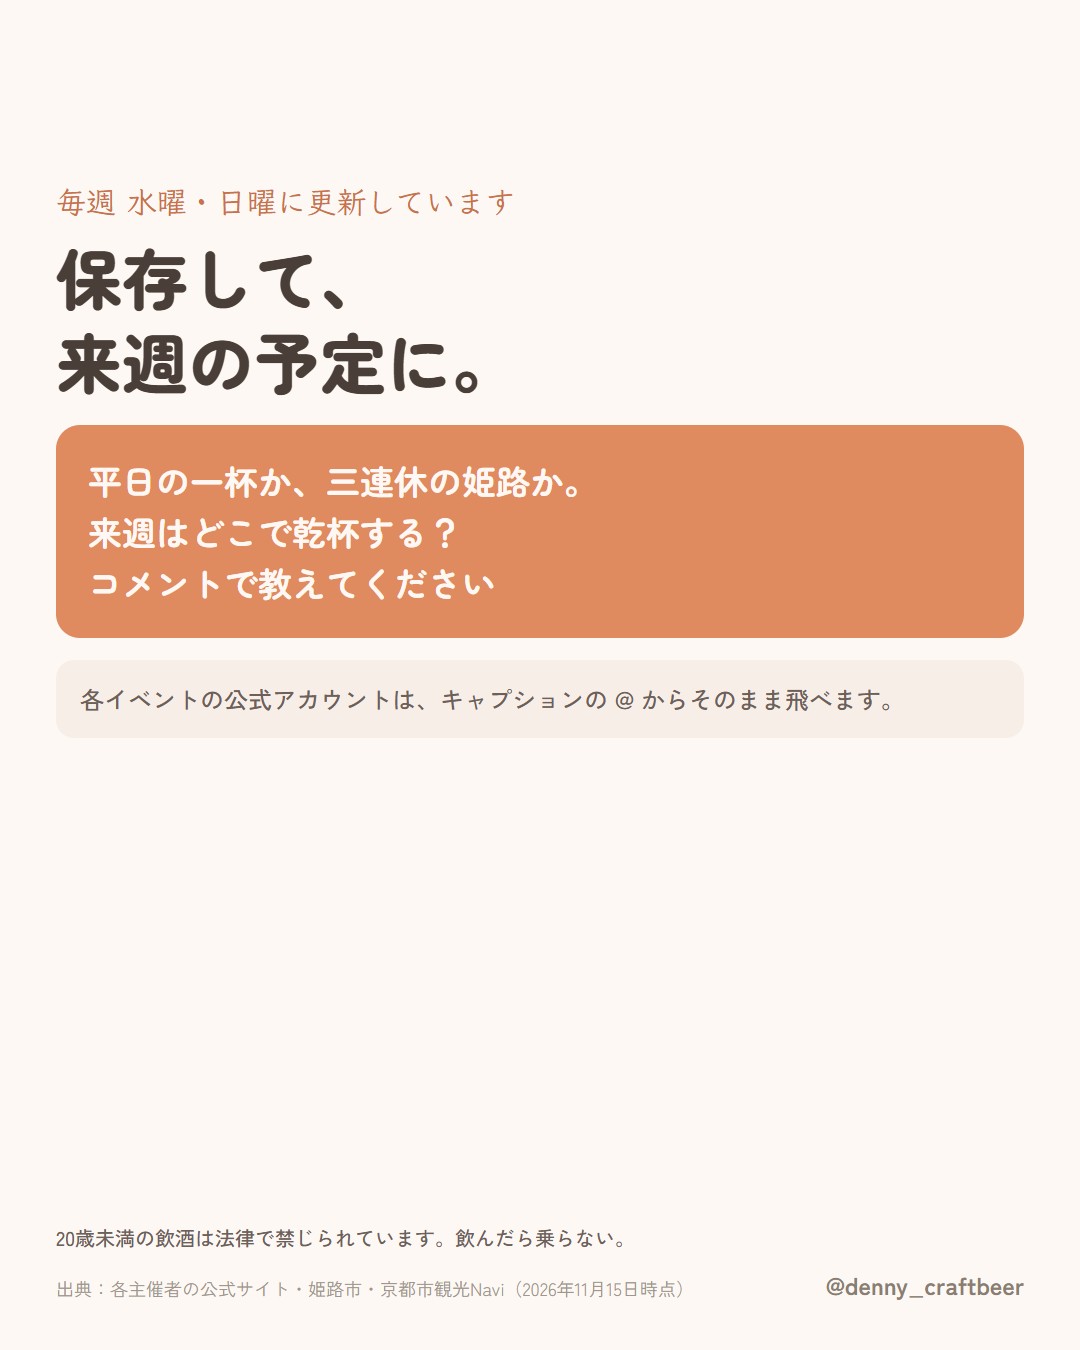 毎週 水曜・日曜に更新しています
保存して、
来週の予定に。
平日の一杯か、三連休の姫路か。
来週はどこで乾杯する？
コメントで教えてください
各イベントの公式アカウントは、キャプションの @ からそのまま飛べます。
20歳未満の飲酒は法律で禁じられています。飲んだら乗らない。
出典：各主催者の公式サイト・姫路市・京都市観光Navi（2026年11月15日時点）
@denny_craftbeer